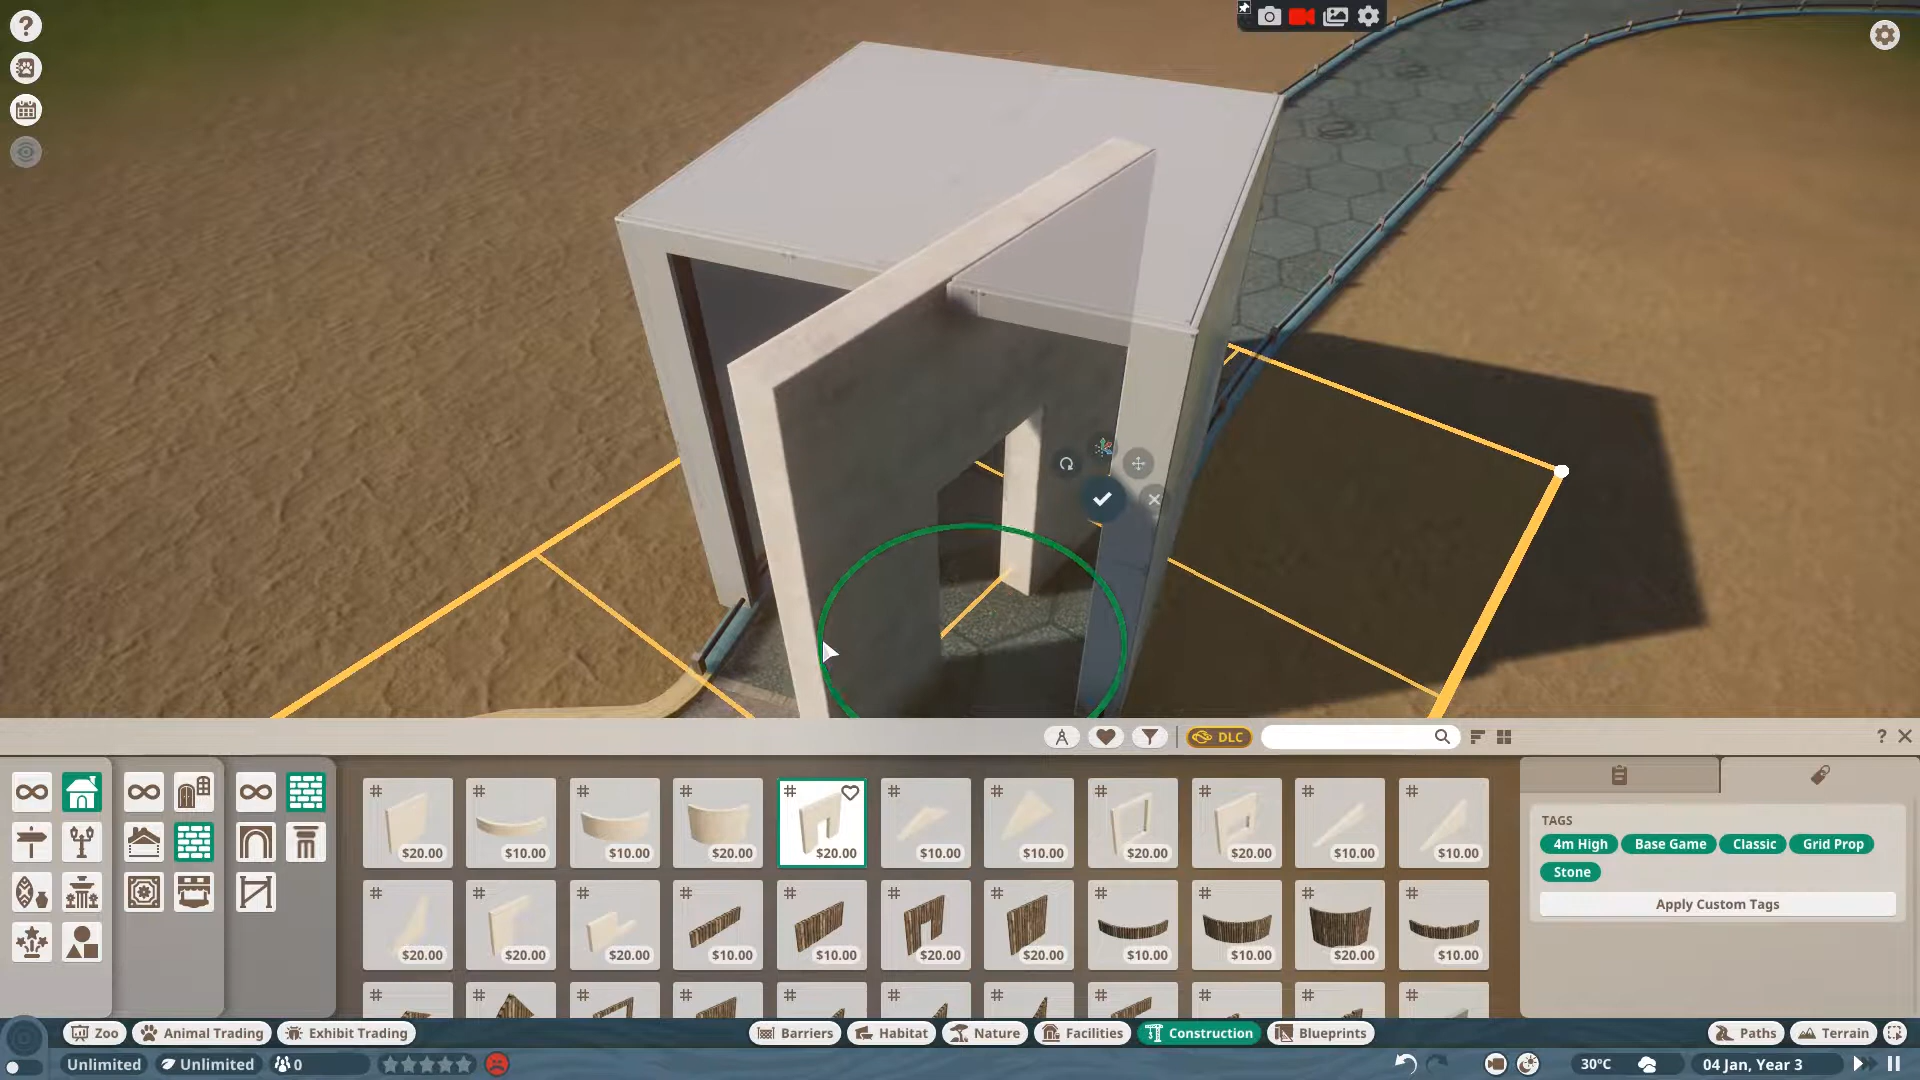 ?
DLC
?
$20.00 $10.00 $10.00 $20.00 $20.00 $10.00 $10.00 $20.00 $20.00 $10.00 $10.00
$20.00 $20.00 $20.00 $10.00 $10.00 $20.00 $20.00 $10.00 $10.00 $20.00 $10.00
TAGS
4m High Base Game Classic Grid Prop
Stone
Apply Custom Tags
Zoo Animal Trading Exhibit Trading Barriers Habitat Nature Facilities Construction Blueprints Paths Terrain
Unlimited Unlimited 0 30°C 04 Jan, Year 3